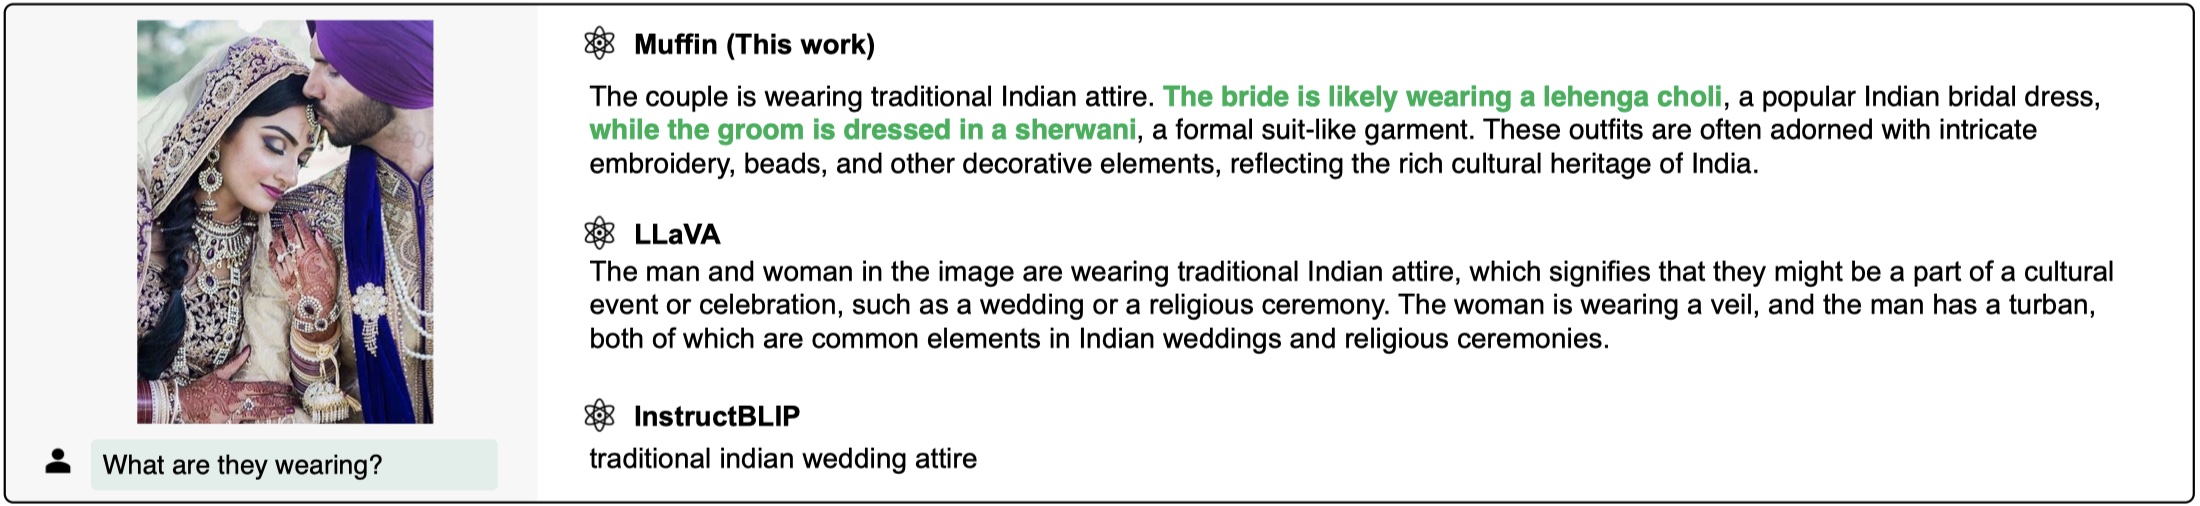 Muffin (This work)
The couple is wearing traditional Indian attire. The bride is likely wearing a lehenga choli, a popular Indian bridal dress,
while the groom is dressed in a sherwani, a formal suit-like garment. These outfits are often adorned with intricate
embroidery, beads, and other decorative elements, reflecting the rich cultural heritage of India.
LLaVA
The man and woman in the image are wearing traditional Indian attire, which signifies that they might be a part of a cultural
event or celebration, such as a wedding or a religious ceremony. The woman is wearing a veil, and the man has a turban,
both of which are common elements in Indian weddings and religious ceremonies.
InstructBLIP
traditional indian wedding attire
What are they wearing?